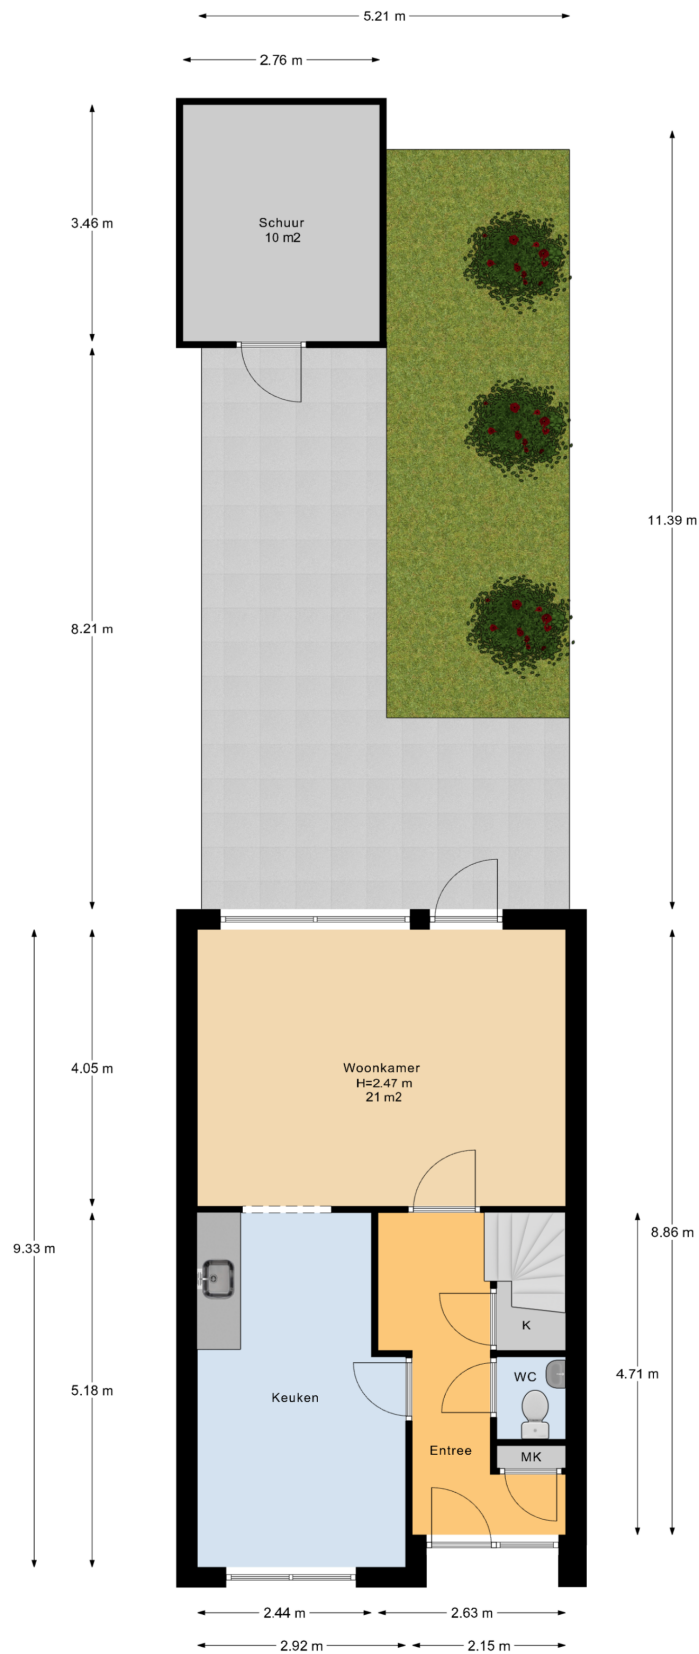 5.21 m
2.76 m
3.46 m
Schuur
10 m2
11.39 m
8.21 m
4.05 m
Woonkamer
H=2.47 m
21 m2
9.33 m
8.86 m
K
4.71 m
WC
5.18 m
Keuken
Entree
MK
2.44 m
2.63 m
2.92 m
2.15 m